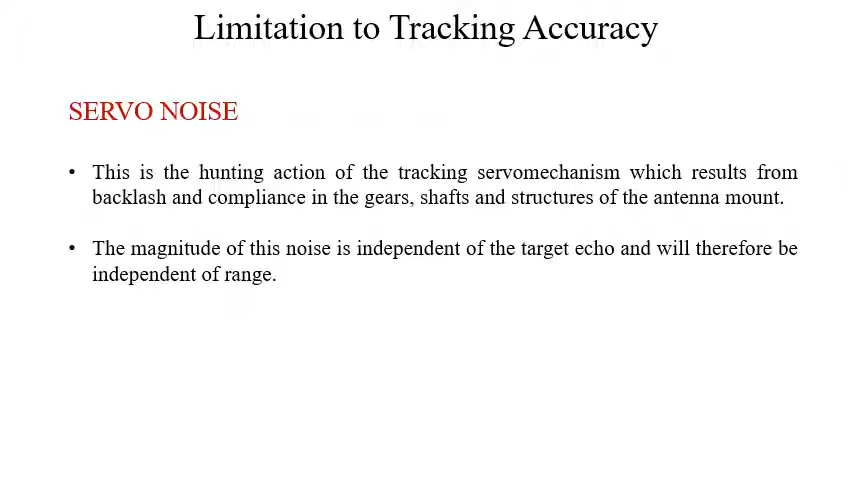 Limitation to Tracking Accuracy
SERVO NOISE
• This is the hunting action of the tracking servomechanism which results from
backlash and compliance in the gears, shafts and structures of the antenna mount.
• The magnitude of this noise is independent of the target echo and will therefore be
independent of range.